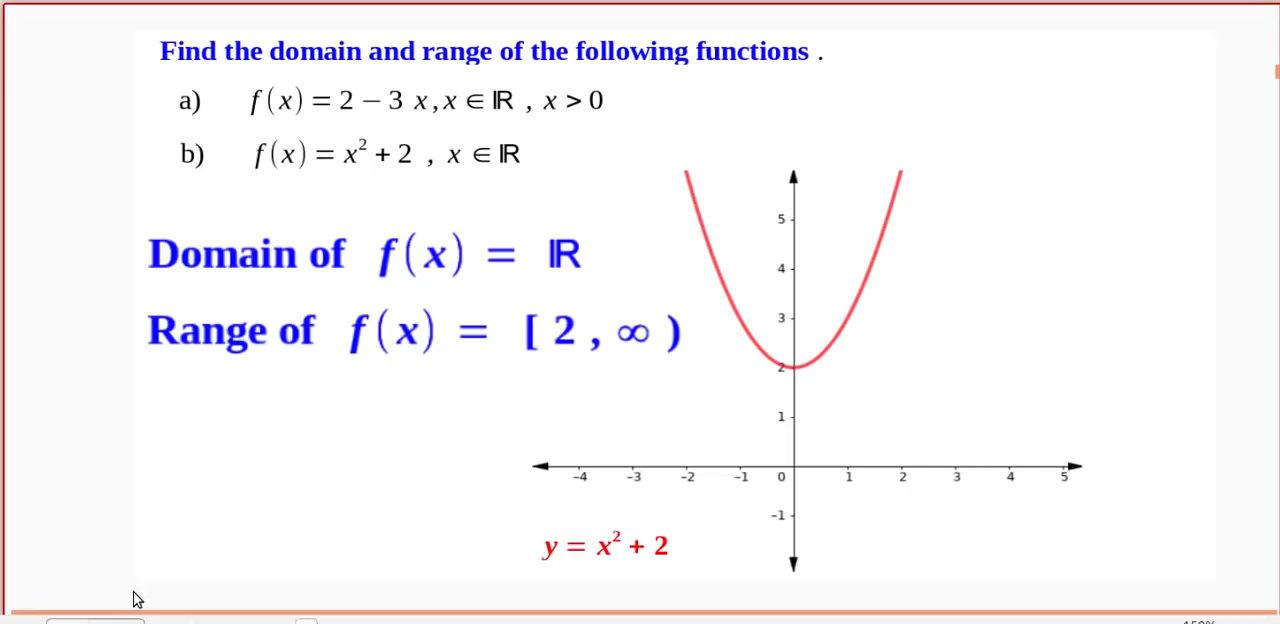 Find the domain and range of the following functions .
a) f(x) = 2 − 3 x, x ∈ ℝ , x > 0
b) f(x) = x² + 2 , x ∈ ℝ
Domain of f(x) = ℝ
Range of f(x) = [ 2 , ∞ )
5
4
3
2
1
-4 -3 -2 -1 0 1 2 3 4 5
-1
y = x² + 2